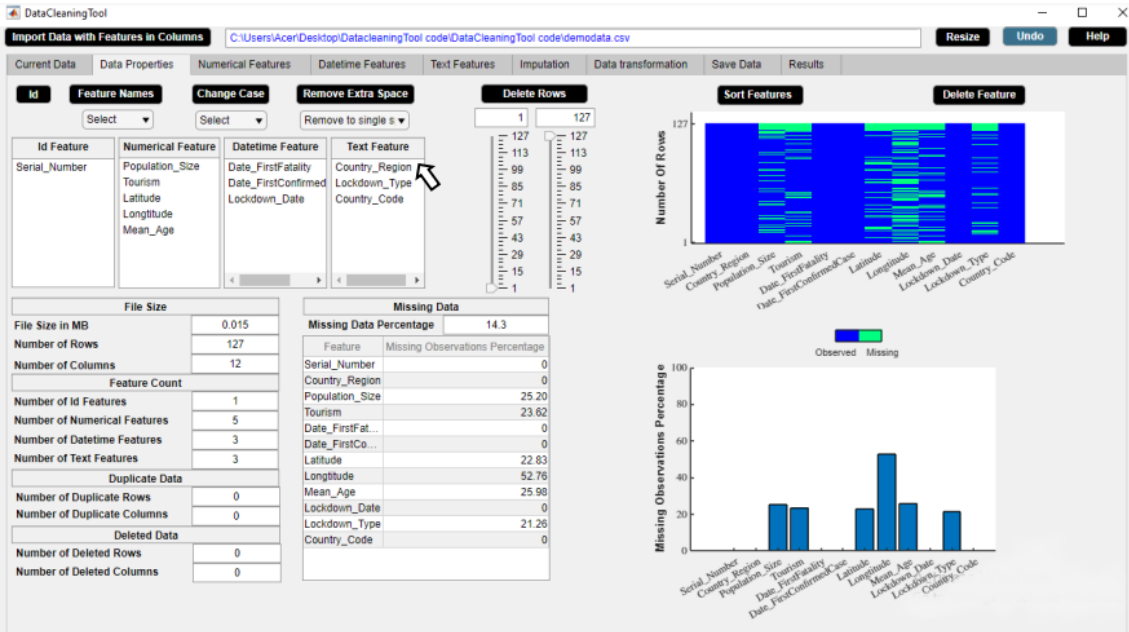 DataCleaningTool
Import Data with Features in Columns
C:\Users\Acer\Desktop\DatacleaningTool code\DataCleaningTool code\demodata.csv
Resize Undo Help
Current Data Data Properties Numerical Features Datetime Features Text Features Imputation Data transformation Save Data Results
Id Feature Names Change Case Remove Extra Space Delete Rows Sort Features Delete Feature
Select Select Remove to single s 1 127
Id Feature Numerical Feature Datetime Feature Text Feature
Serial_Number Population_Size Date_FirstFatality Country_Region
Tourism Date_FirstConfirmed Lockdown_Type
Latitude Lockdown_Date Country_Code
Longtitude
Mean_Age
127 127
113 113
99 99
85 85
71 71
57 57
43 43
29 29
15 15
1 1
Number Of Rows
127
1
Serial_Number Country_Region Population_Size Tourism Date_FirstFatality Date_FirstConfirmedCase Latitude Longtitude Mean_Age Lockdown_Date Lockdown_Type Country_Code
File Size
File Size in MB 0.015
Number of Rows 127
Number of Columns 12
Feature Count
Number of Id Features 1
Number of Numerical Features 5
Number of Datetime Features 3
Number of Text Features 3
Duplicate Data
Number of Duplicate Rows 0
Number of Duplicate Columns 0
Deleted Data
Number of Deleted Rows 0
Number of Deleted Columns 0
Missing Data
Missing Data Percentage 14.3
Feature Missing Observations Percentage
Serial_Number 0
Country_Region 0
Population_Size 25.20
Tourism 23.62
Date_FirstFat... 0
Date_FirstCo... 0
Latitude 22.83
Longtitude 52.76
Mean_Age 25.98
Lockdown_Date 0
Lockdown_Type 21.26
Country_Code 0
Observed Missing
Missing Observations Percentage
100
80
60
40
20
0
Serial_Number Country_Region Population_Size Tourism Date_FirstFatality Date_FirstConfirmedCase Latitude Longtitude Mean_Age Lockdown_Date Lockdown_Type Country_Code